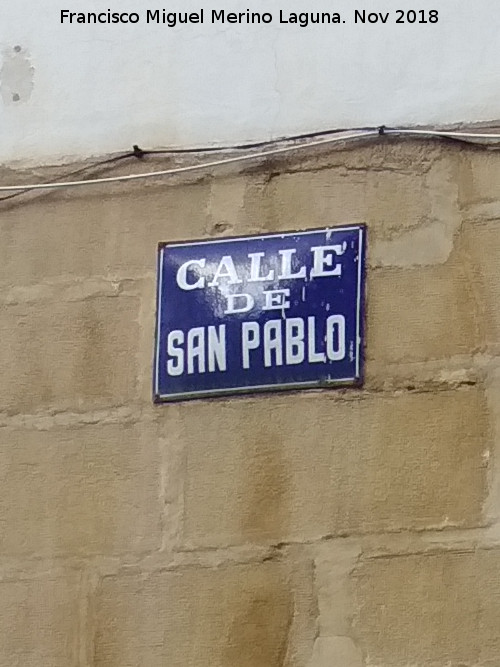 Francisco Miguel Merino Laguna. Nov 2018
CALLE
DE
SAN PABLO